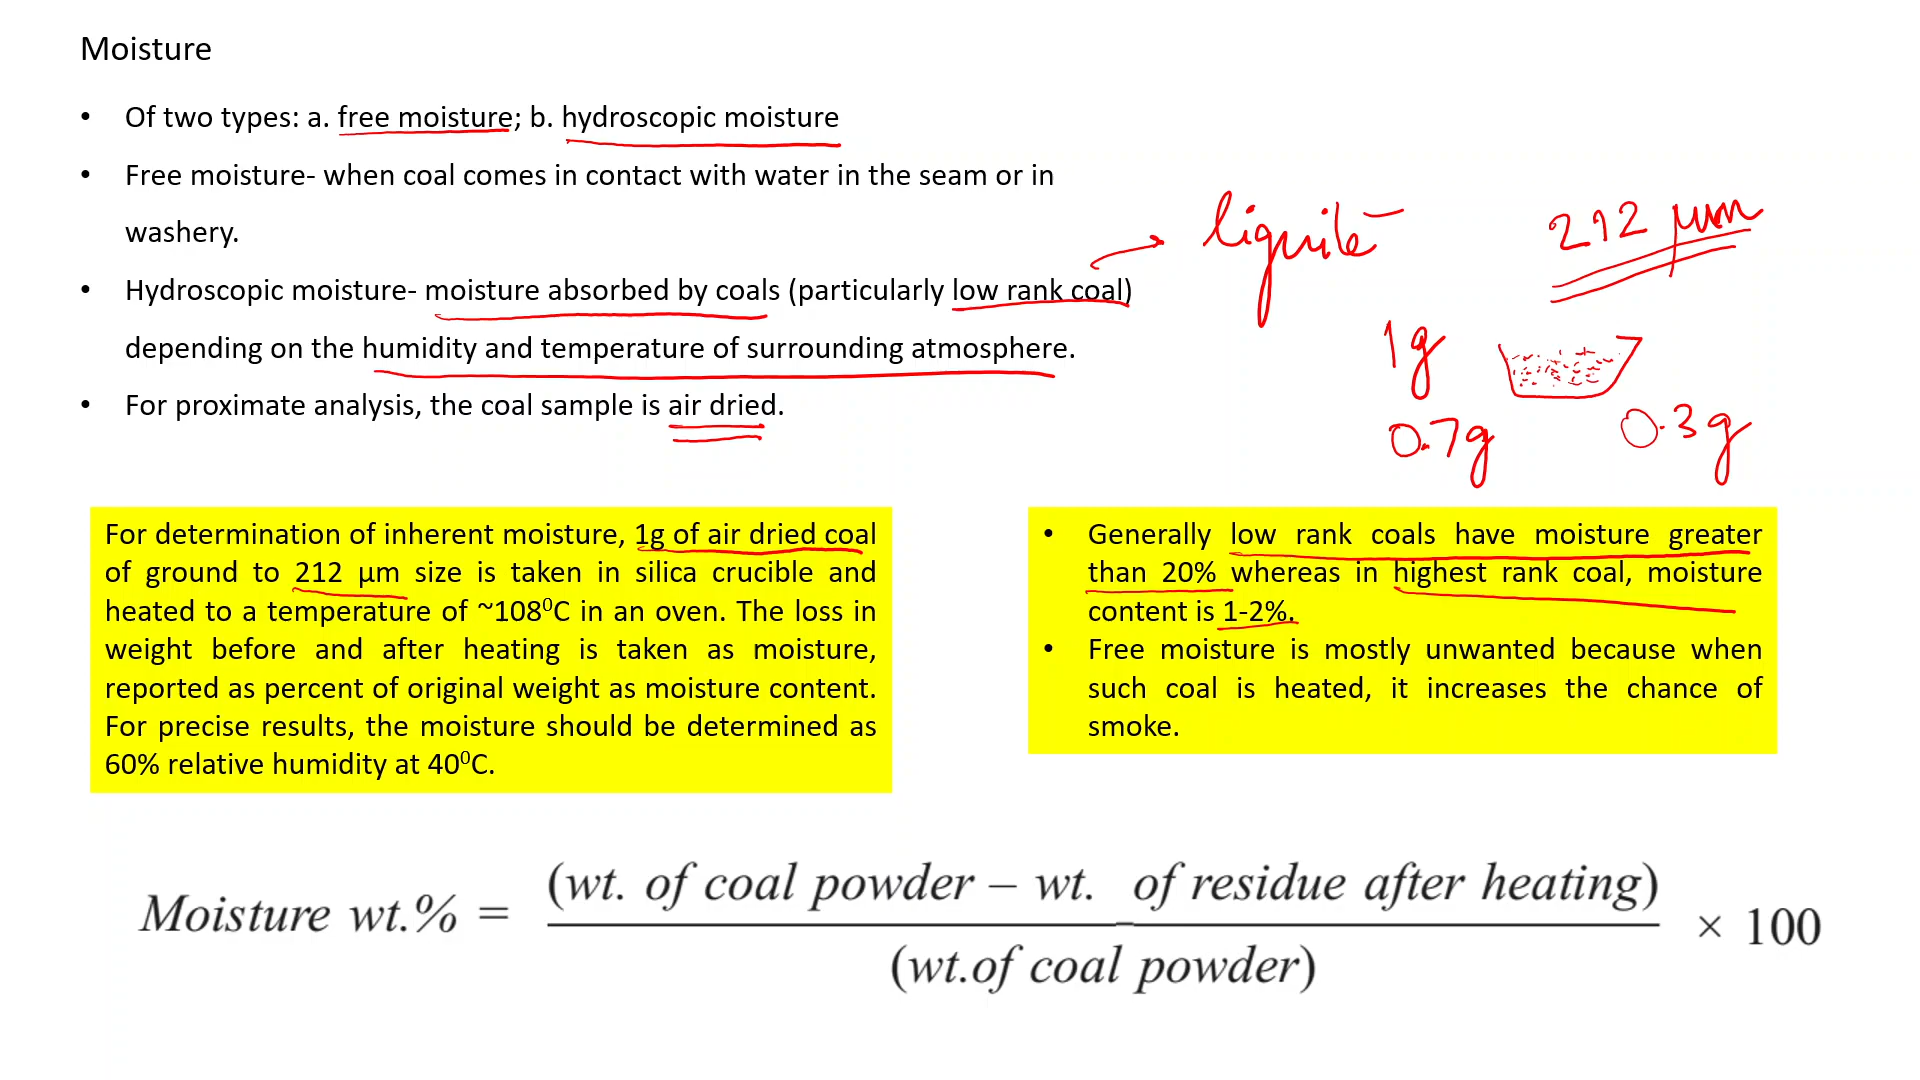 Moisture
• Of two types: a. free moisture; b. hydroscopic moisture
• Free moisture- when coal comes in contact with water in the seam or in
washery.
• Hydroscopic moisture- moisture absorbed by coals (particularly low rank coal)
depending on the humidity and temperature of surrounding atmosphere.
• For proximate analysis, the coal sample is air dried.
lignite
212 μm
1g
0.7g
0.3g
For determination of inherent moisture, 1g of air dried coal
of ground to 212 μm size is taken in silica crucible and
heated to a temperature of ~108⁰C in an oven. The loss in
weight before and after heating is taken as moisture,
reported as percent of original weight as moisture content.
For precise results, the moisture should be determined as
60% relative humidity at 40⁰C.
• Generally low rank coals have moisture greater
than 20% whereas in highest rank coal, moisture
content is 1-2%.
• Free moisture is mostly unwanted because when
such coal is heated, it increases the chance of
smoke.
Moisture wt.% = (wt. of coal powder – wt. of residue after heating) × 100
(wt.of coal powder)